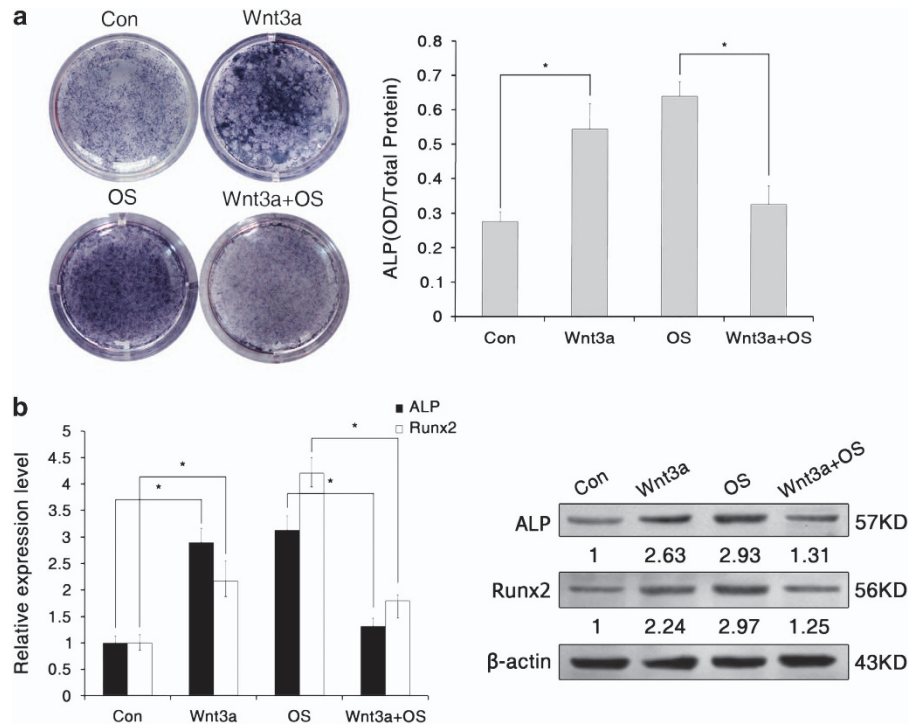 a
Con
Wnt3a
OS
Wnt3a+OS
ALP(OD/Total Protein)
0.8
0.7
0.6
0.5
0.4
0.3
0.2
0.1
0
*
*
Con
Wnt3a
OS
Wnt3a+OS
b
ALP
Runx2
Relative expression level
5
4.5
4
3.5
3
2.5
2
1.5
1
0.5
0
*
*
*
*
Con
Wnt3a
OS
Wnt3a+OS
Con
Wnt3a
OS
Wnt3a+OS
ALP
57KD
1 2.63 2.93 1.31
Runx2
56KD
1 2.24 2.97 1.25
β-actin
43KD